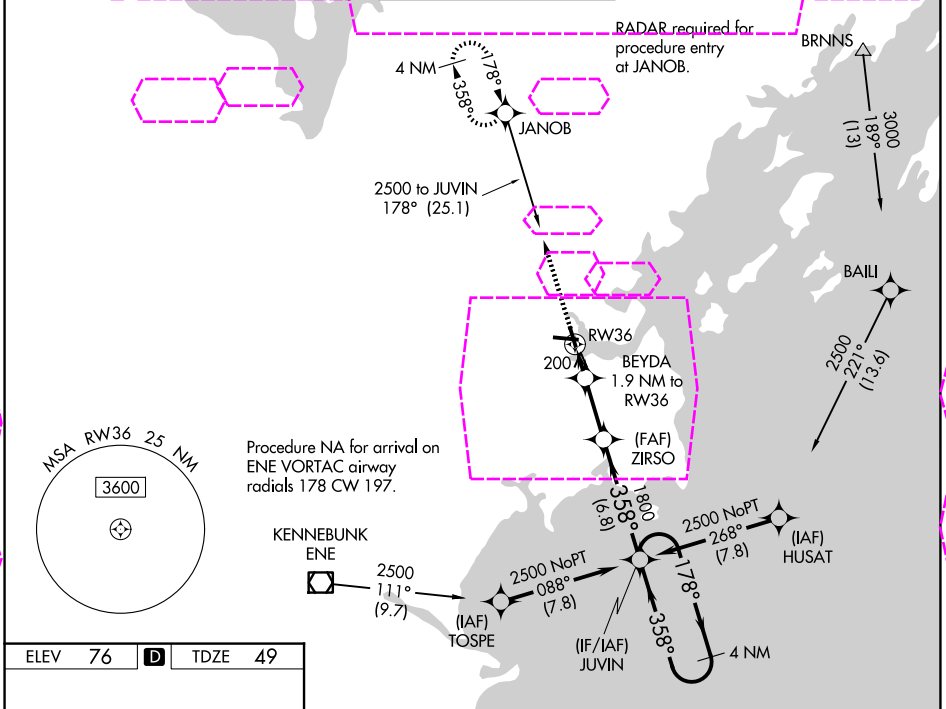 RADAR required for
procedure entry
at JANOB.
BRNNS
4 NM
178°
358°
JANOB
3000
189°
(13)
2500 to JUVIN
178° (25.1)
BAILI
2500
221°
(13.6)
RW36
200
BEYDA
1.9 NM to
RW36
(FAF)
ZIRSO
MSA RW36 25 NM
3600
Procedure NA for arrival on
ENE VORTAC airway
radials 178 CW 197.
1800
358°
(6.8)
2500 NoPT
268°
(7.8)
(IAF)
HUSAT
KENNEBUNK
ENE
2500
111°
(9.7)
2500 NoPT
088°
(7.8)
(IAF)
TOSPE
(IF/IAF)
JUVIN
178°
358°
4 NM
ELEV 76 D TDZE 49